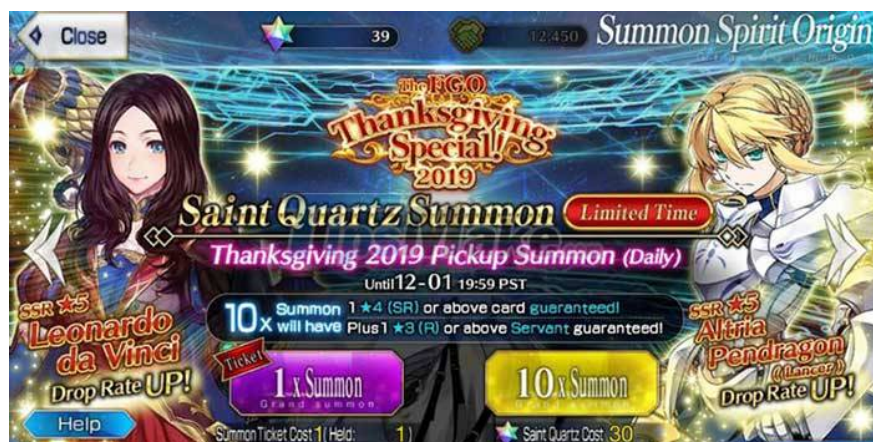 Close
39
12,450
Summon Spirit Origin
The FGO
Thanksgiving
Special!
2019
Saint Quartz Summon
Limited Time
Thanksgiving 2019 Pickup Summon (Daily)
Until 12-01 19:59 PST
10x Summon will have
1 ★4 (SR) or above card guaranteed!
Plus 1 ★3 (R) or above Servant guaranteed!
SSR ★5
Leonardo
da Vinci
Drop Rate UP!
SSR ★5
Altria
Pendragon
(Lancer)
Drop Rate UP!
Ticket
1x Summon
Grand summon
10x Summon
Help
Summon Ticket Cost 1 (Held: 1)
Saint Quartz Cost 30